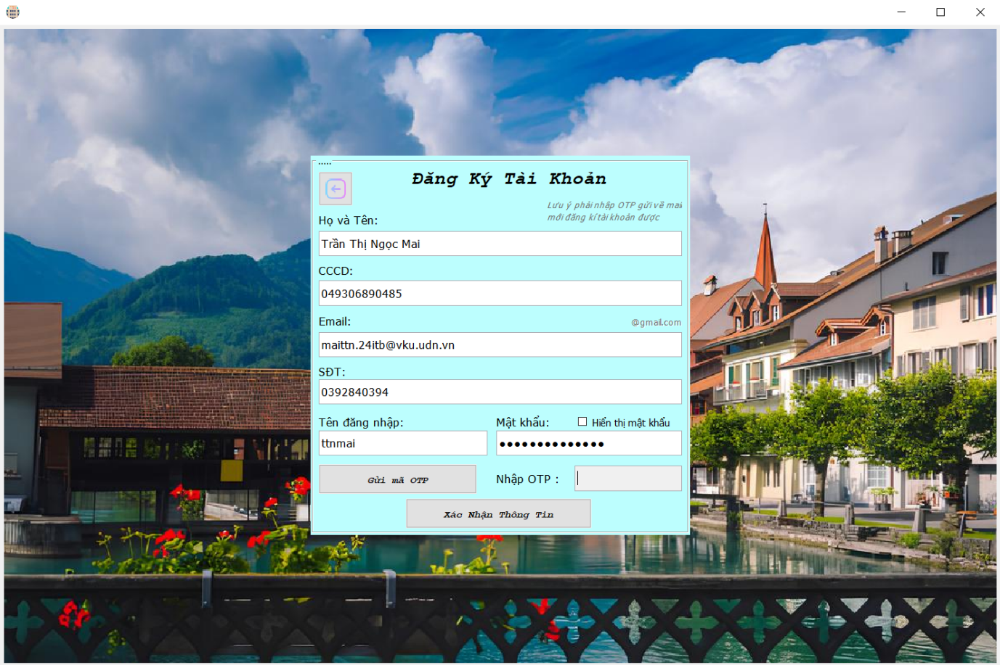 .....
Đăng Ký Tài Khoản
Lưu ý phải nhập OTP gửi về mail
mới đăng kí tài khoản được
Họ và Tên:
Trần Thị Ngọc Mai
CCCD:
049306890485
Email:
@gmail.com
maittn.24itb@vku.udn.vn
SĐT:
0392840394
Tên đăng nhập:
Mật khẩu:
Hiển thị mật khẩu
ttnmai
●●●●●●●●●●●●●●
Gửi mã OTP
Nhập OTP :
Xác Nhận Thông Tin